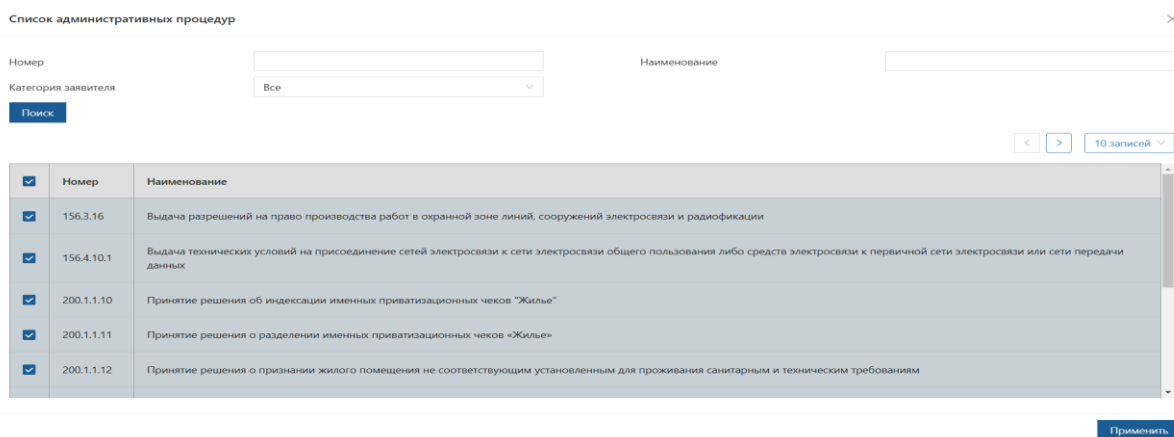 Список административных процедур
Номер
Наименование
Категория заявителя
Все
Поиск
< > 10 записей
Номер Наименование
156.3.16 Выдача разрешений на право производства работ в охранной зоне линий, сооружений электросвязи и радиофикации
156.4.10.1 Выдача технических условий на присоединение сетей электросвязи к сети электросвязи общего пользования либо средств электросвязи к первичной сети электросвязи или сети передачи
данных
200.1.1.10 Принятие решения об индексации именных приватизационных чеков "Жилье"
200.1.1.11 Принятие решения о разделении именных приватизационных чеков «Жилье»
200.1.1.12 Принятие решения о признании жилого помещения не соответствующим установленным для проживания санитарным и техническим требованиям
Применить